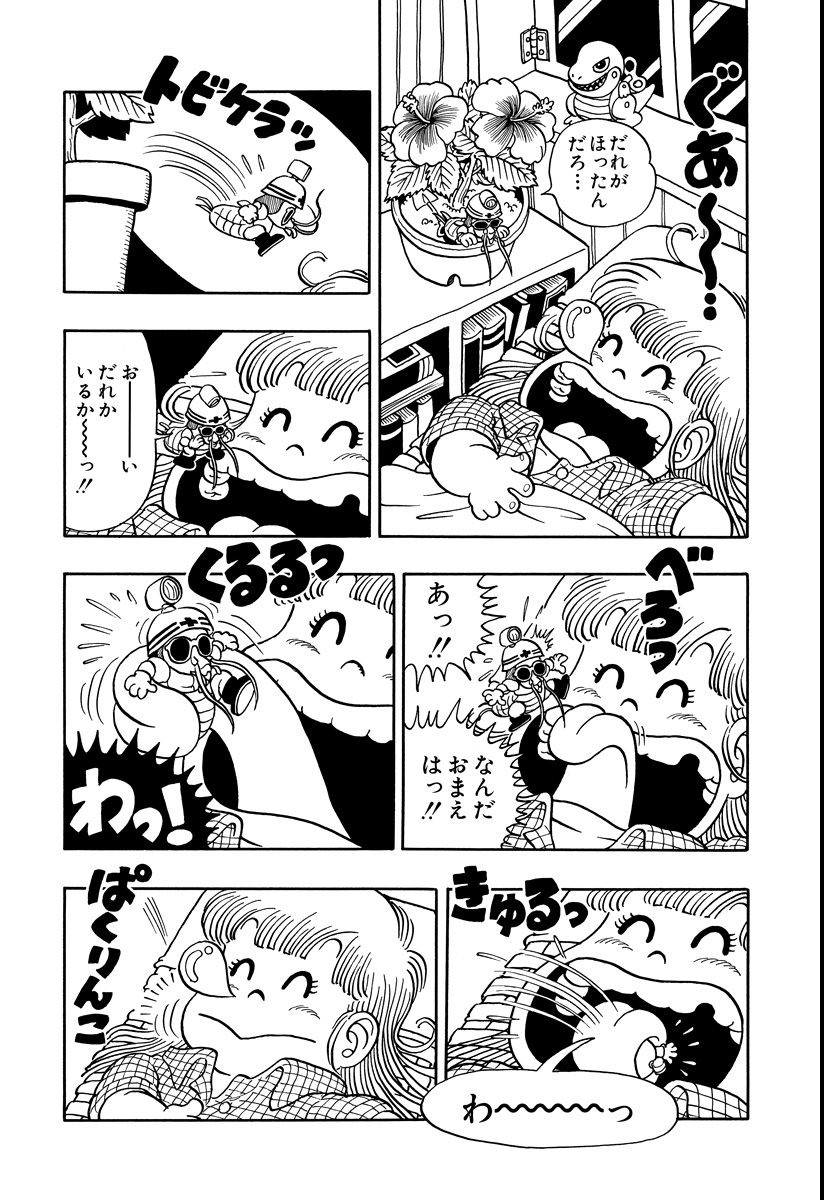 ぐあ〜〜…
だれが
ほったん
だろ…
トビケラッ
おーーい
だれか
いるか〜〜っ!!
べろっ
あっ!!
なんだ
おまえ
はっ!!
くるるっ
わっ!
きゅるっ
わ〜〜〜〜っ
ぱくりんこ